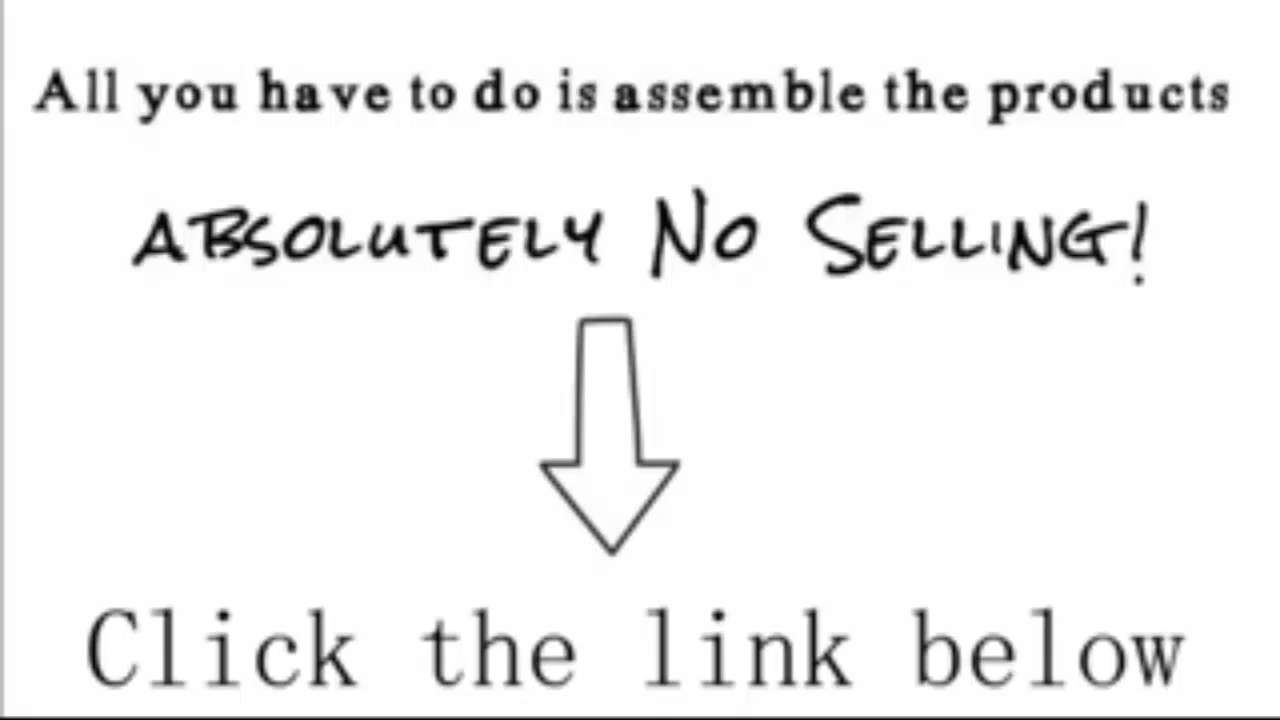 All you have to do is assemble the products
ABSOLUTELY NO SELLING!
Click the link below